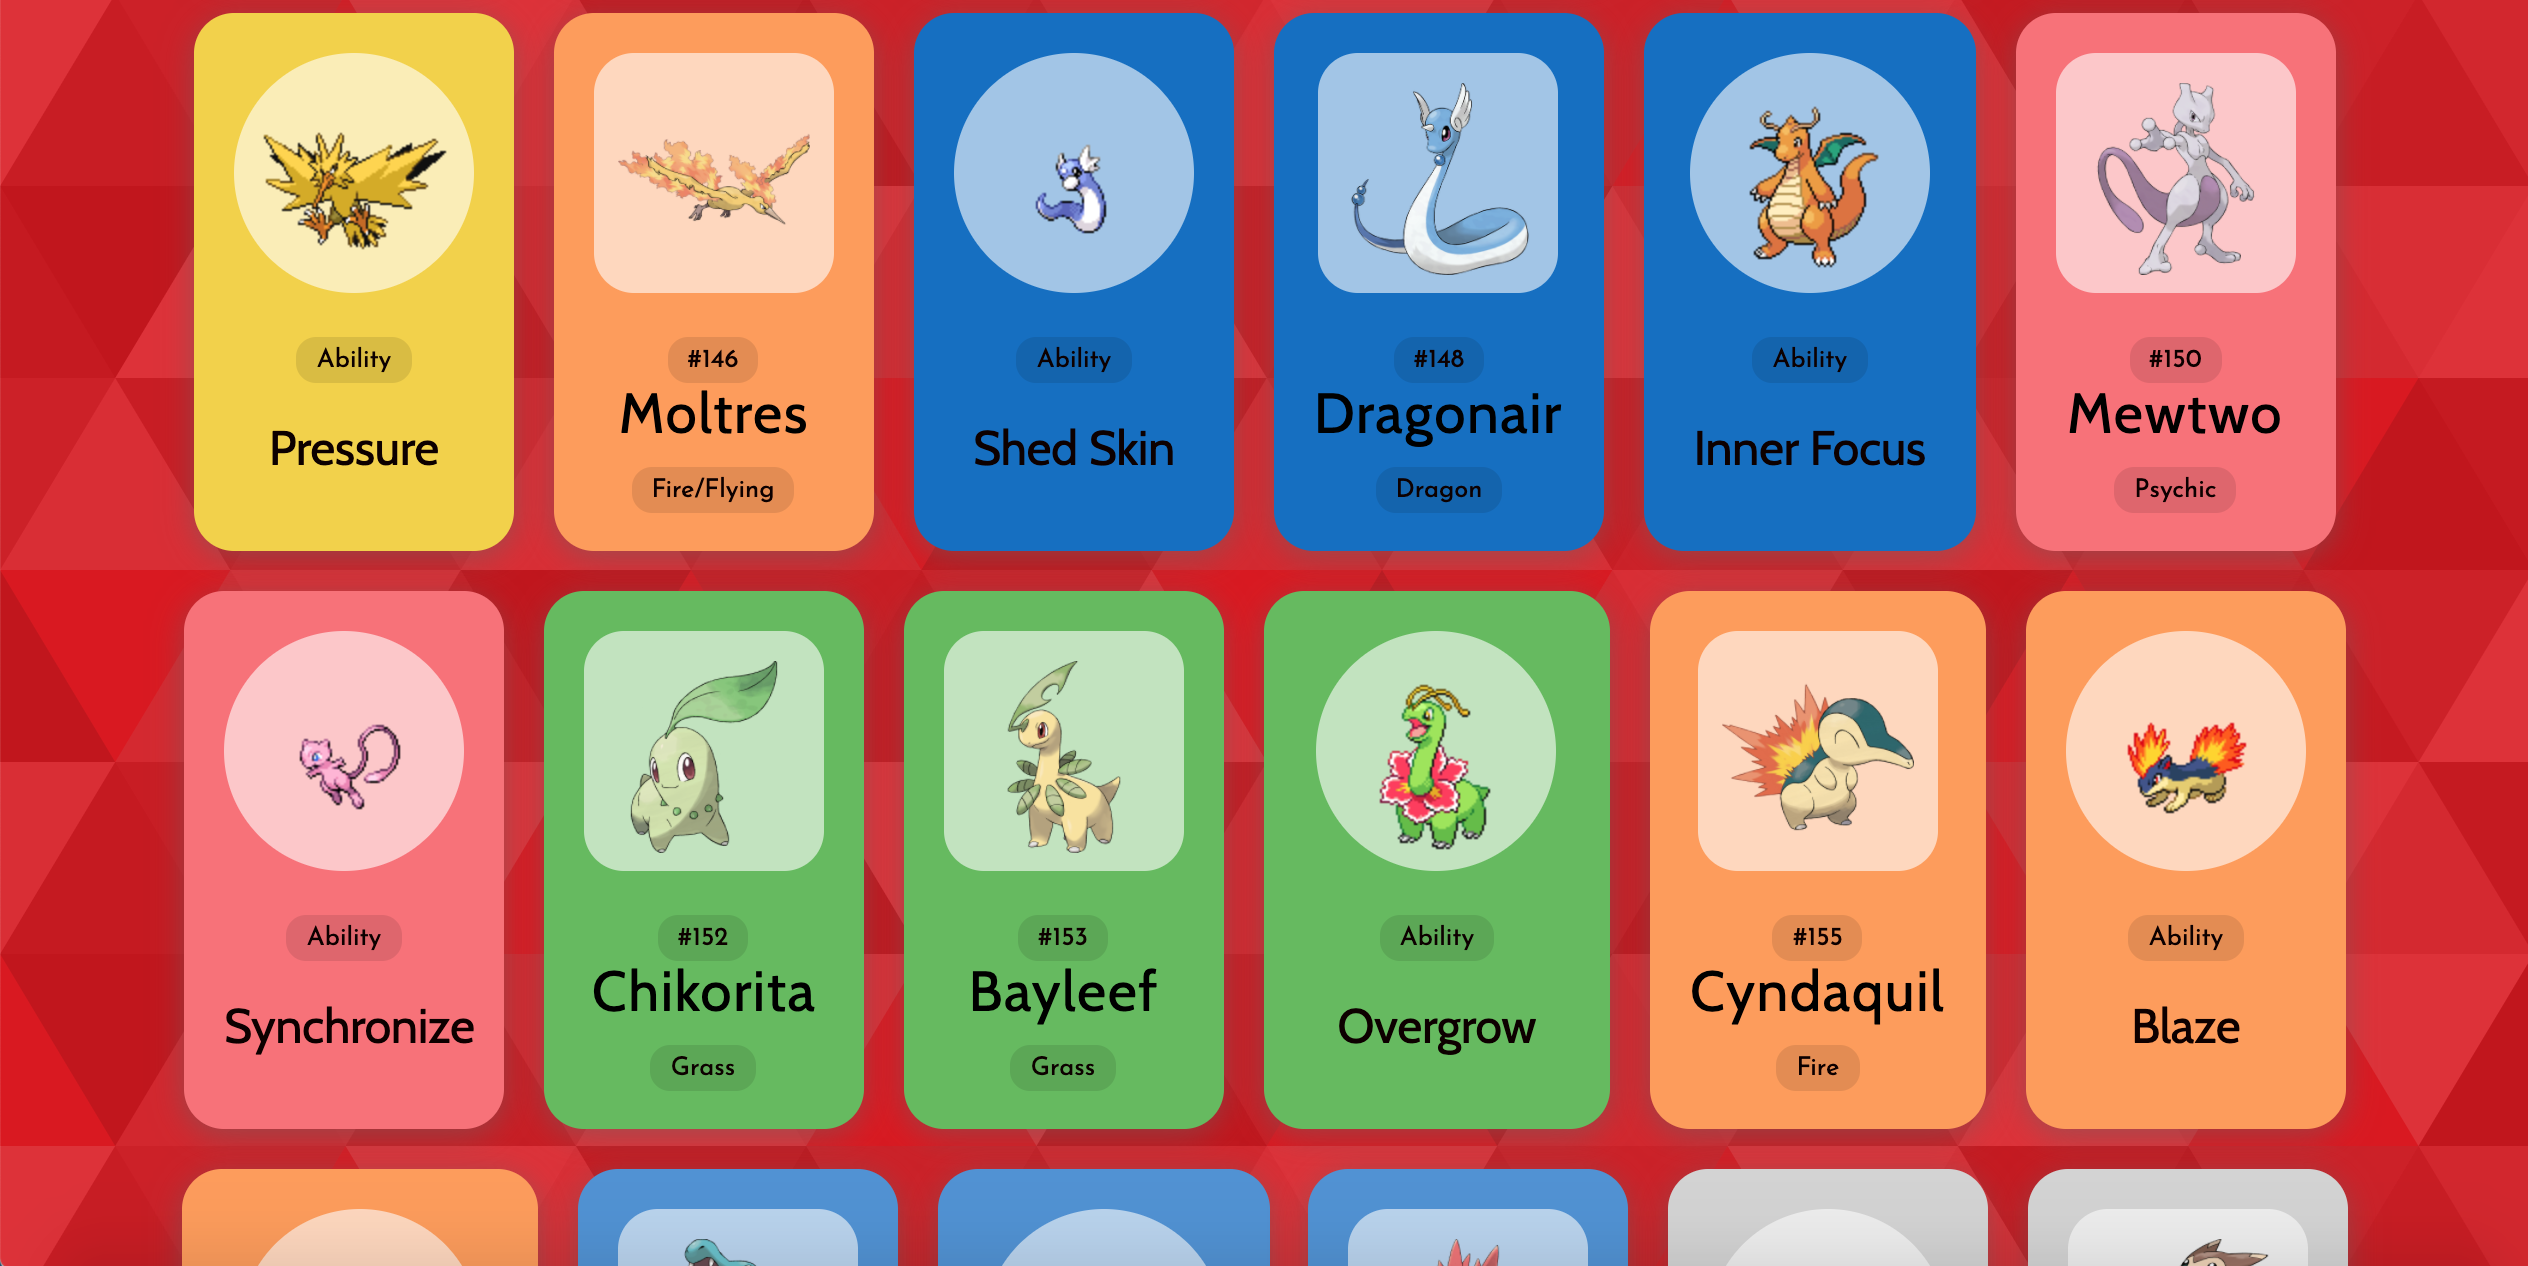 Ability
Pressure
#146
Moltres
Fire/Flying
Ability
Shed Skin
#148
Dragonair
Dragon
Ability
Inner Focus
#150
Mewtwo
Psychic
Ability
Synchronize
#152
Chikorita
Grass
#153
Bayleef
Grass
Ability
Overgrow
#155
Cyndaquil
Fire
Ability
Blaze